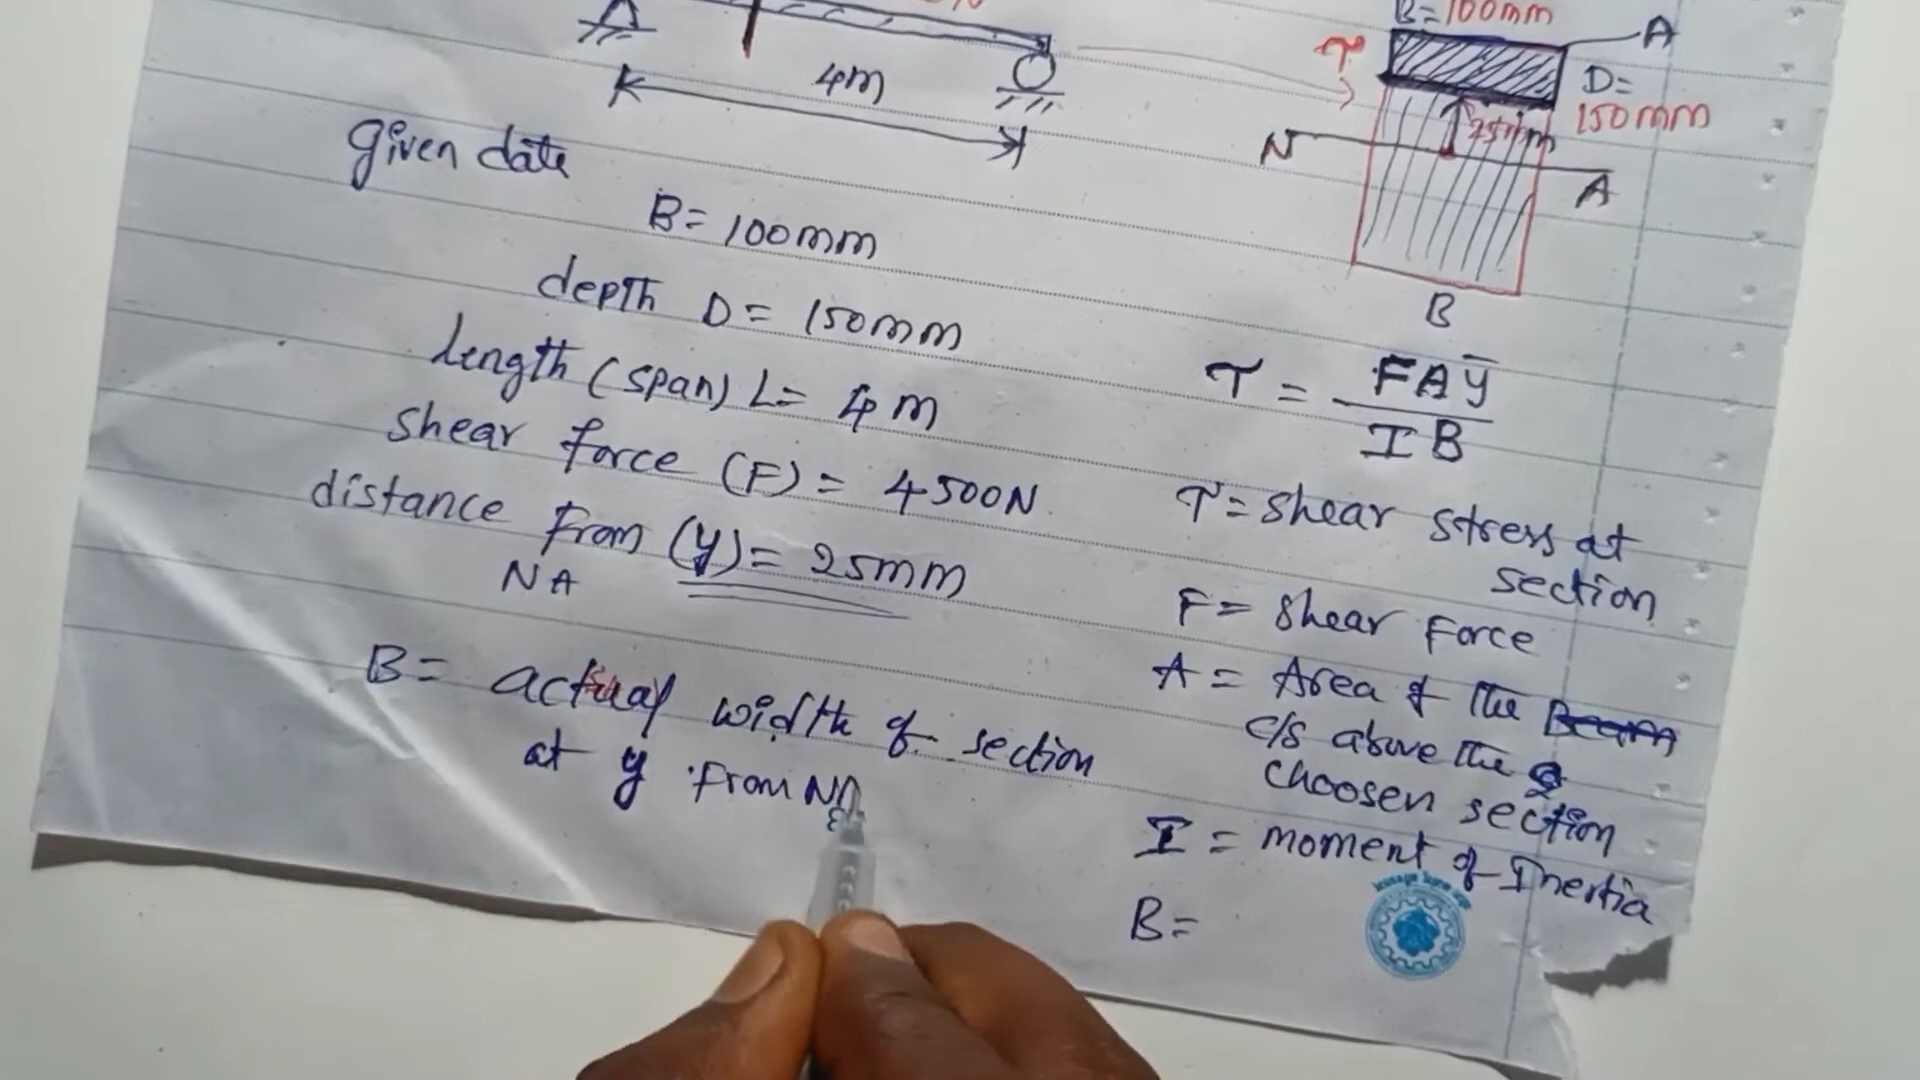 B=100mm
A
4m
D=
150mm
25mm
N
A
B
given date
B= 100mm
depth D= 150mm
Length (span) L= 4m
shear force (F)= 4500N
distance from (y)= 25mm
NA
B= actual width of section
at y from NA
τ = FAȳ
IB
τ= shear stress at
section
F= shear Force
A= Area of the Beam
c/s above the
choosen section
I = moment of Inertia
B=